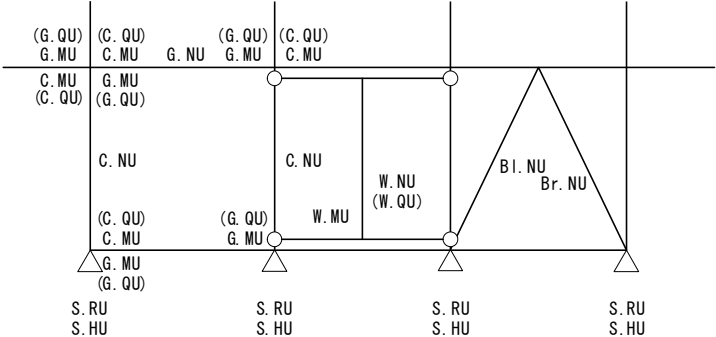 (G.QU) (C.QU) (G.QU) (C.QU)
G.MU C.MU G.NU G.MU C.MU
C.MU G.MU
(C.QU) (G.QU)
C.NU C.NU Bl.NU
W.NU Br.NU
(W.QU)
(C.QU) (G.QU) W.MU
C.MU G.MU
G.MU
(G.QU)
S.RU S.RU S.RU S.RU
S.HU S.HU S.HU S.HU